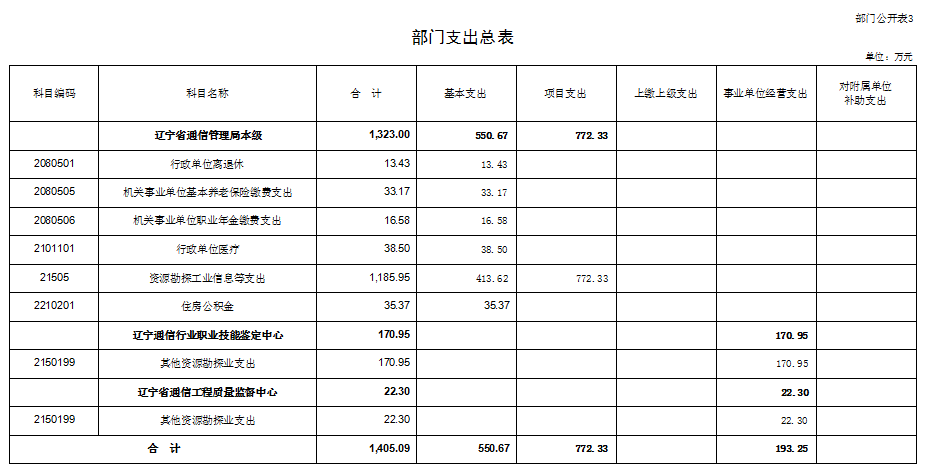 部门公开表3
部门支出总表
单位：万元
科目编码 科目名称 合 计 基本支出 项目支出 上缴上级支出 事业单位经营支出 对附属单位
补助支出
辽宁省通信管理局本级 1,323.00 550.67 772.33
2080501 行政单位离退休 13.43 13.43
2080505 机关事业单位基本养老保险缴费支出 33.17 33.17
2080506 机关事业单位职业年金缴费支出 16.58 16.58
2101101 行政单位医疗 38.50 38.50
21505 资源勘探工业信息等支出 1,185.95 413.62 772.33
2210201 住房公积金 35.37 35.37
辽宁通信行业职业技能鉴定中心 170.95 170.95
2150199 其他资源勘探业支出 170.95 170.95
辽宁省通信工程质量监督中心 22.30 22.30
2150199 其他资源勘探业支出 22.30 22.30
合 计 1,405.09 550.67 772.33 193.25